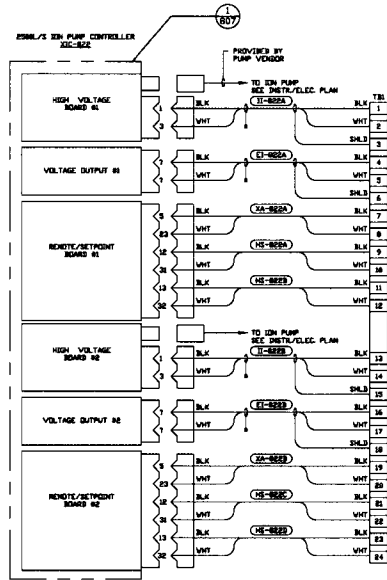 1
607
2500L/S ION PUMP CONTROLLER
XIC-822
PROVIDED BY
PUMP VENDOR
TO ION PUMP
SEE INSTR./ELEC. PLAN
TB1
HIGH VOLTAGE
BOARD #1
1 BLK II-822A BLK 1
3 WHT WHT 2
SHLD 3
VOLTAGE OUTPUT #1
? BLK EI-822A BLK 4
? WHT WHT 5
SHLD 6
REMOTE/SETPOINT
BOARD #1
5 BLK XA-822A BLK 7
23 WHT WHT 8
12 BLK HS-822A BLK 9
31 WHT WHT 10
13 BLK HS-822B BLK 11
32 WHT WHT 12
TO ION PUMP
SEE INSTR./ELEC. PLAN
HIGH VOLTAGE
BOARD #2
1 BLK II-822B BLK 13
3 WHT WHT 14
SHLD 15
VOLTAGE OUTPUT #2
? BLK EI-822B BLK 16
? WHT WHT 17
SHLD 18
REMOTE/SETPOINT
BOARD #2
5 BLK XA-822B BLK 19
23 WHT WHT 20
12 BLK HS-822C BLK 21
31 WHT WHT 22
13 BLK HS-822D BLK 23
32 WHT WHT 24